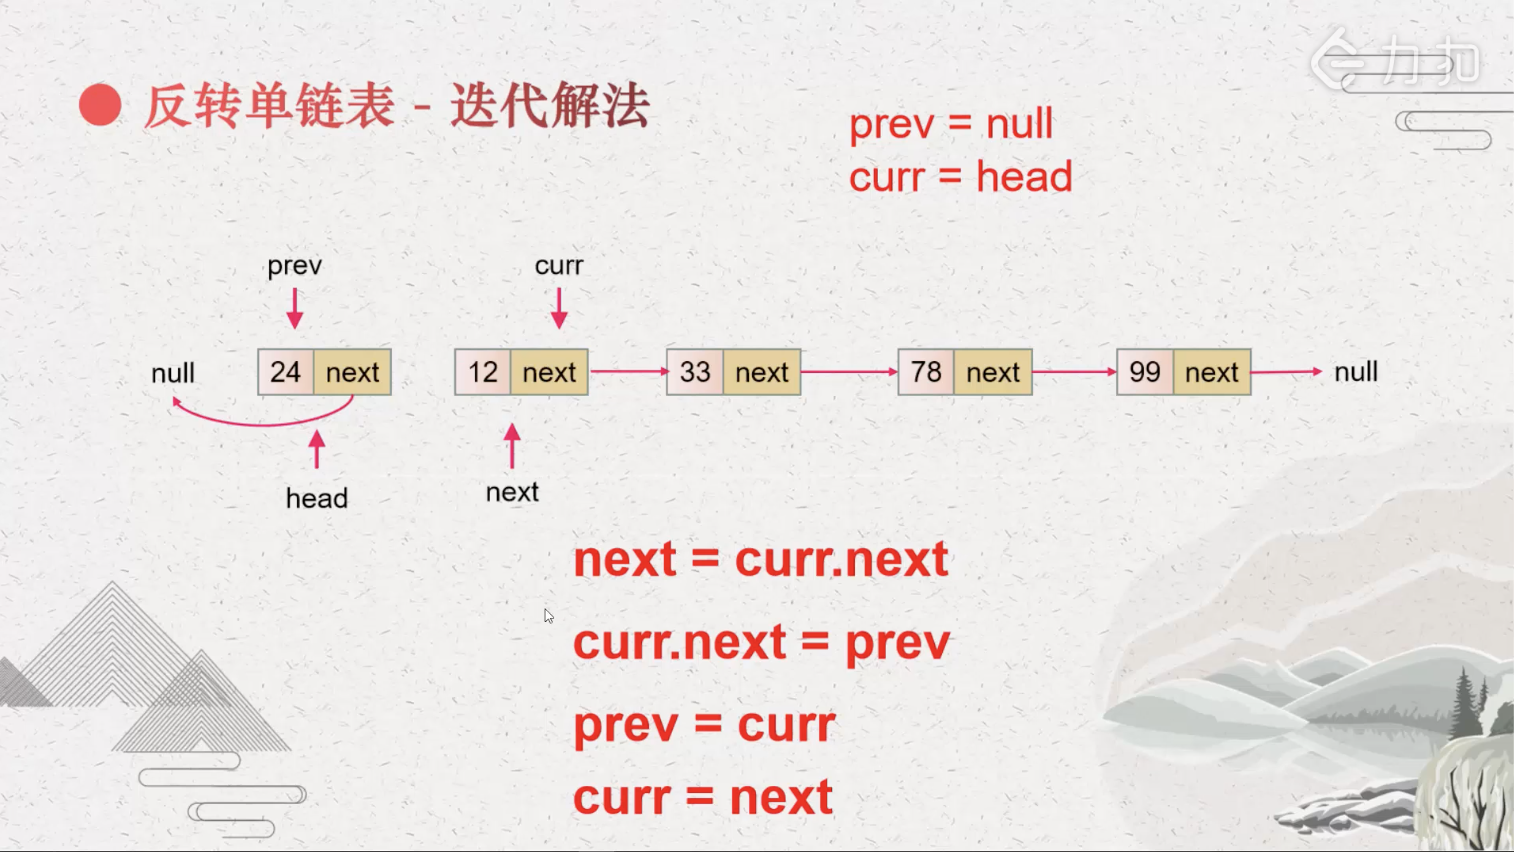 力扣
反转单链表 - 迭代解法
prev = null
curr = head
prev curr
null 24 next 12 next 33 next 78 next 99 next null
head next
next = curr.next
curr.next = prev
prev = curr
curr = next